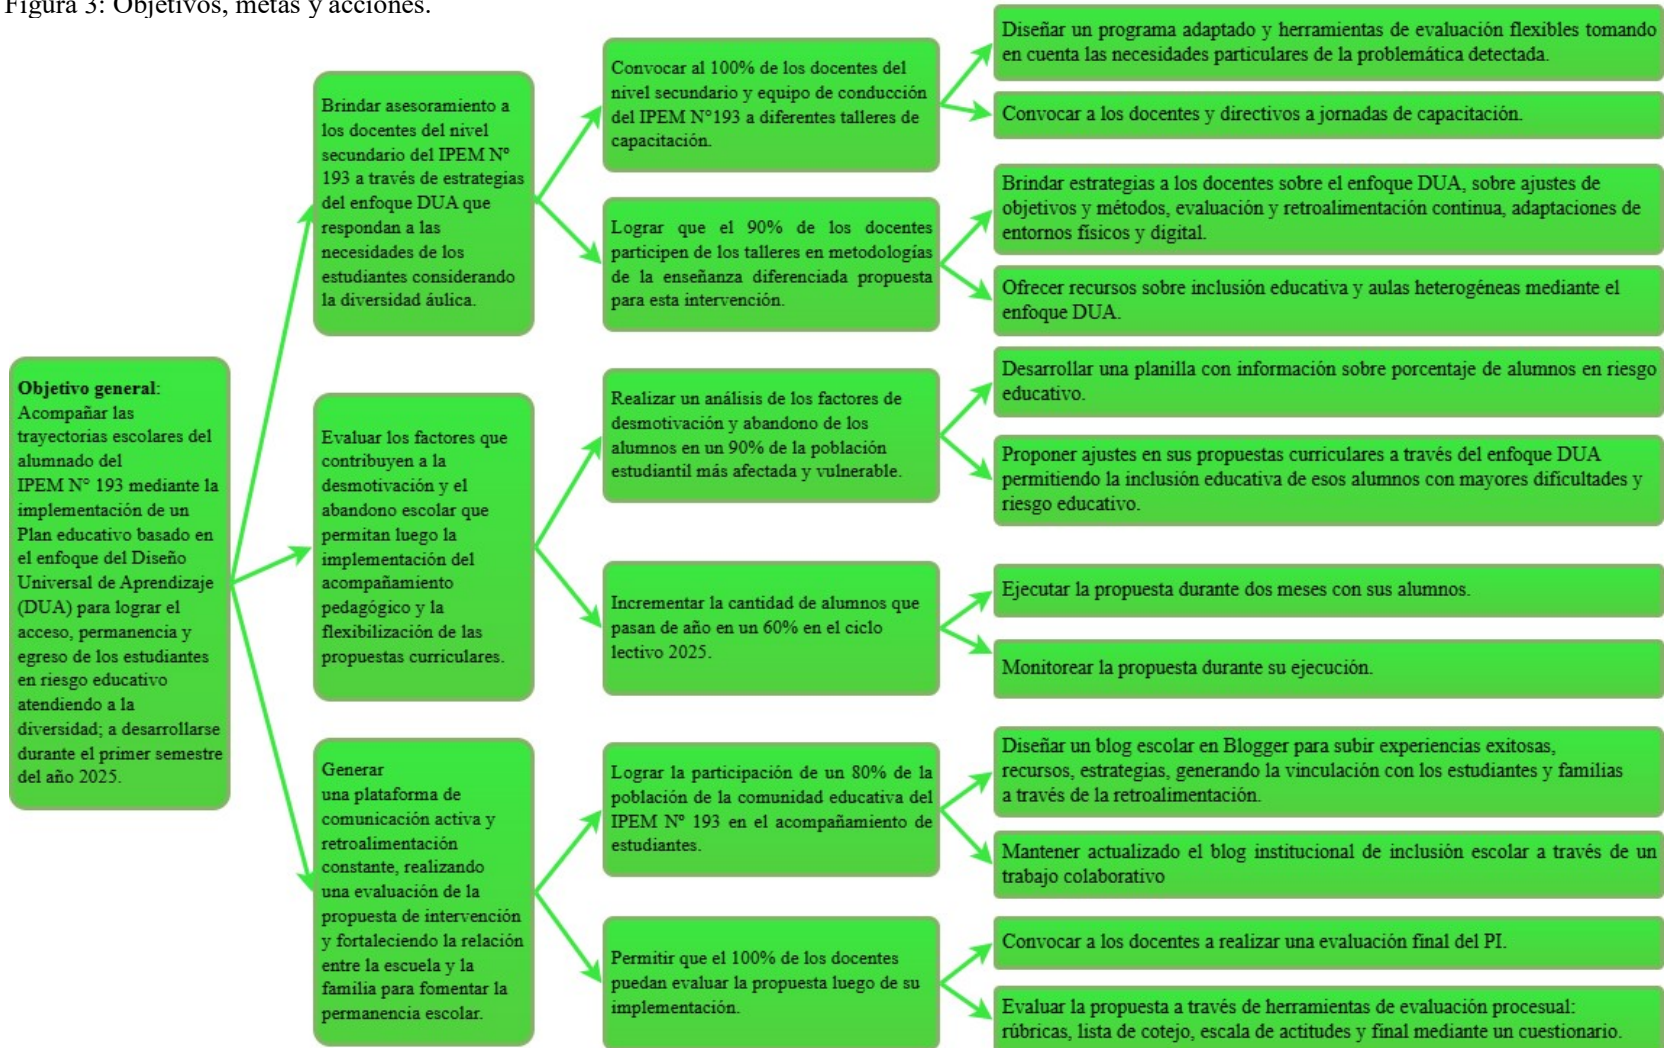 Figura 3: Objetivos, metas y acciones.
Objetivo general:
Acompañar las
trayectorias escolares del
alumnado del
IPEM N° 193 mediante la
implementación de un
Plan educativo basado en
el enfoque del Diseño
Universal de Aprendizaje
(DUA) para lograr el
acceso, permanencia y
egreso de los estudiantes
en riesgo educativo
atendiendo a la
diversidad; a desarrollarse
durante el primer semestre
del año 2025.
Brindar asesoramiento a
los docentes del nivel
secundario del IPEM Nº
193 a través de estrategias
del enfoque DUA que
respondan a las
necesidades de los
estudiantes considerando
la diversidad áulica.
Convocar al 100% de los docentes del
nivel secundario y equipo de conducción
del IPEM N°193 a diferentes talleres de
capacitación.
Diseñar un programa adaptado y herramientas de evaluación flexibles tomando
en cuenta las necesidades particulares de la problemática detectada.
Convocar a los docentes y directivos a jornadas de capacitación.
Lograr que el 90% de los docentes
participen de los talleres en metodologías
de la enseñanza diferenciada propuesta
para esta intervención.
Brindar estrategias a los docentes sobre el enfoque DUA, sobre ajustes de
objetivos y métodos, evaluación y retroalimentación continua, adaptaciones de
entornos físicos y digital.
Ofrecer recursos sobre inclusión educativa y aulas heterogéneas mediante el
enfoque DUA.
Evaluar los factores que
contribuyen a la
desmotivación y el
abandono escolar que
permitan luego la
implementación del
acompañamiento
pedagógico y la
flexibilización de las
propuestas curriculares.
Realizar un análisis de los factores de
desmotivación y abandono de los
alumnos en un 90% de la población
estudiantil más afectada y vulnerable.
Desarrollar una planilla con información sobre porcentaje de alumnos en riesgo
educativo.
Proponer ajustes en sus propuestas curriculares a través del enfoque DUA
permitiendo la inclusión educativa de esos alumnos con mayores dificultades y
riesgo educativo.
Incrementar la cantidad de alumnos que
pasan de año en un 60% en el ciclo
lectivo 2025.
Ejecutar la propuesta durante dos meses con sus alumnos.
Monitorear la propuesta durante su ejecución.
Generar
una plataforma de
comunicación activa y
retroalimentación
constante, realizando
una evaluación de la
propuesta de intervención
y fortaleciendo la relación
entre la escuela y la
familia para fomentar la
permanencia escolar.
Lograr la participación de un 80% de la
población de la comunidad educativa del
IPEM Nº 193 en el acompañamiento de
estudiantes.
Diseñar un blog escolar en Blogger para subir experiencias exitosas,
recursos, estrategias, generando la vinculación con los estudiantes y familias
a través de la retroalimentación.
Mantener actualizado el blog institucional de inclusión escolar a través de un
trabajo colaborativo
Permitir que el 100% de los docentes
puedan evaluar la propuesta luego de su
implementación.
Convocar a los docentes a realizar una evaluación final del PI.
Evaluar la propuesta a través de herramientas de evaluación procesual:
rúbricas, lista de cotejo, escala de actitudes y final mediante un cuestionario.